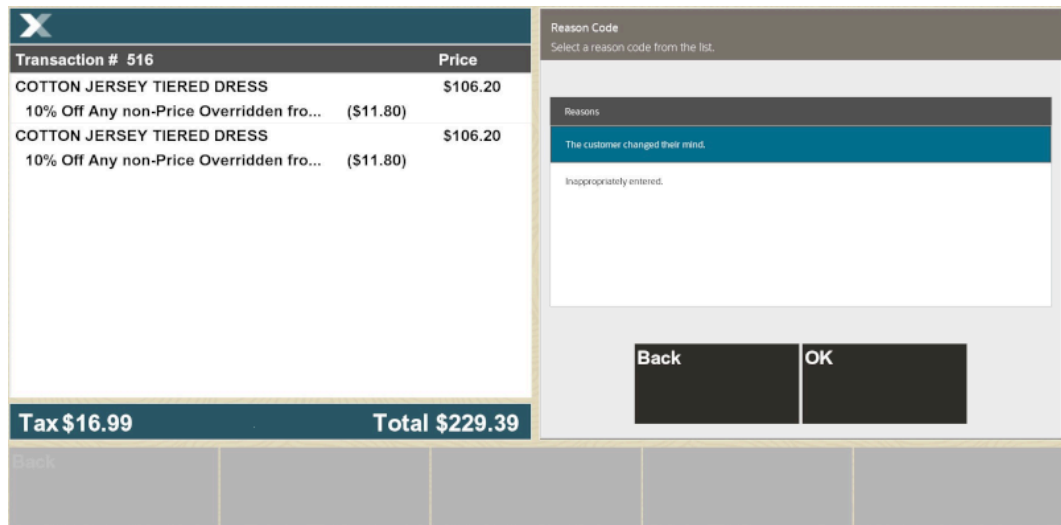 Transaction # 516 Price
COTTON JERSEY TIERED DRESS $106.20
10% Off Any non-Price Overridden fro... ($11.80)
COTTON JERSEY TIERED DRESS $106.20
10% Off Any non-Price Overridden fro... ($11.80)
Tax $16.99 Total $229.39
Reason Code
Select a reason code from the list.
Reasons
The customer changed their mind.
Inappropriately entered.
Back OK
Back